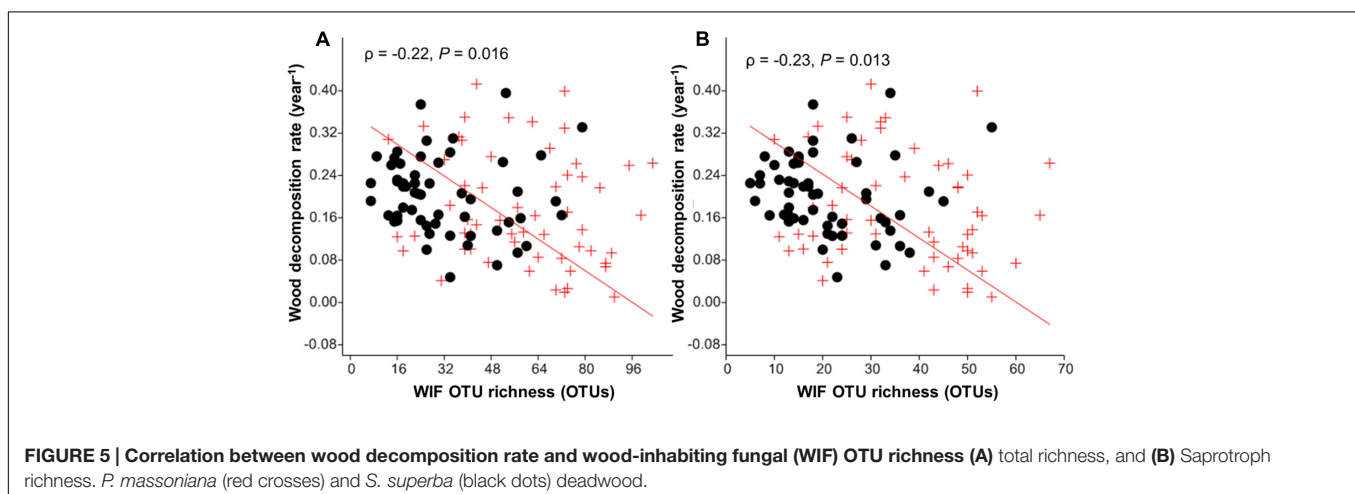 A
ρ = -0.22, P = 0.016
Wood decomposition rate (year⁻¹)
0.40
0.32
0.24
0.16
0.08
0.00
-0.08
0 16 32 48 64 80 96
WIF OTU richness (OTUs)
B
ρ = -0.23, P = 0.013
Wood decomposition rate (year⁻¹)
0.40
0.32
0.24
0.16
0.08
0.00
-0.08
0 10 20 30 40 50 60 70
WIF OTU richness (OTUs)
FIGURE 5 | Correlation between wood decomposition rate and wood-inhabiting fungal (WIF) OTU richness (A) total richness, and (B) Saprotroph
richness. P. massoniana (red crosses) and S. superba (black dots) deadwood.